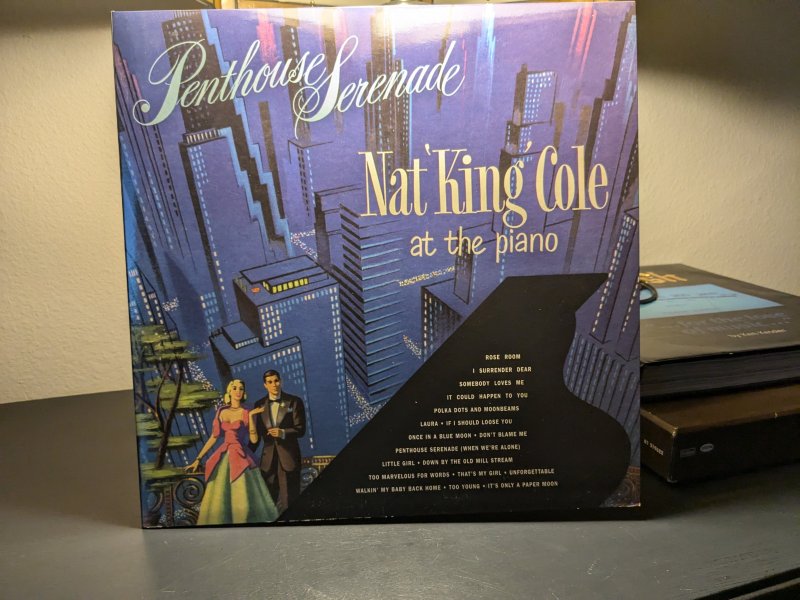 Penthouse Serenade
Nat 'King' Cole
at the piano
ROSE ROOM
I SURRENDER DEAR
SOMEBODY LOVES ME
IT COULD HAPPEN TO YOU
POLKA DOTS AND MOONBEAMS
LAURA • IF I SHOULD LOOSE YOU
ONCE IN A BLUE MOON • DON'T BLAME ME
PENTHOUSE SERENADE (WHEN WE'RE ALONE)
LITTLE GIRL • DOWN BY THE OLD MILL STREAM
TOO MARVELOUS FOR WORDS • THAT'S MY GIRL • UNFORGETTABLE
WALKIN' MY BABY BACK HOME • TOO YOUNG • IT'S ONLY A PAPER MOON